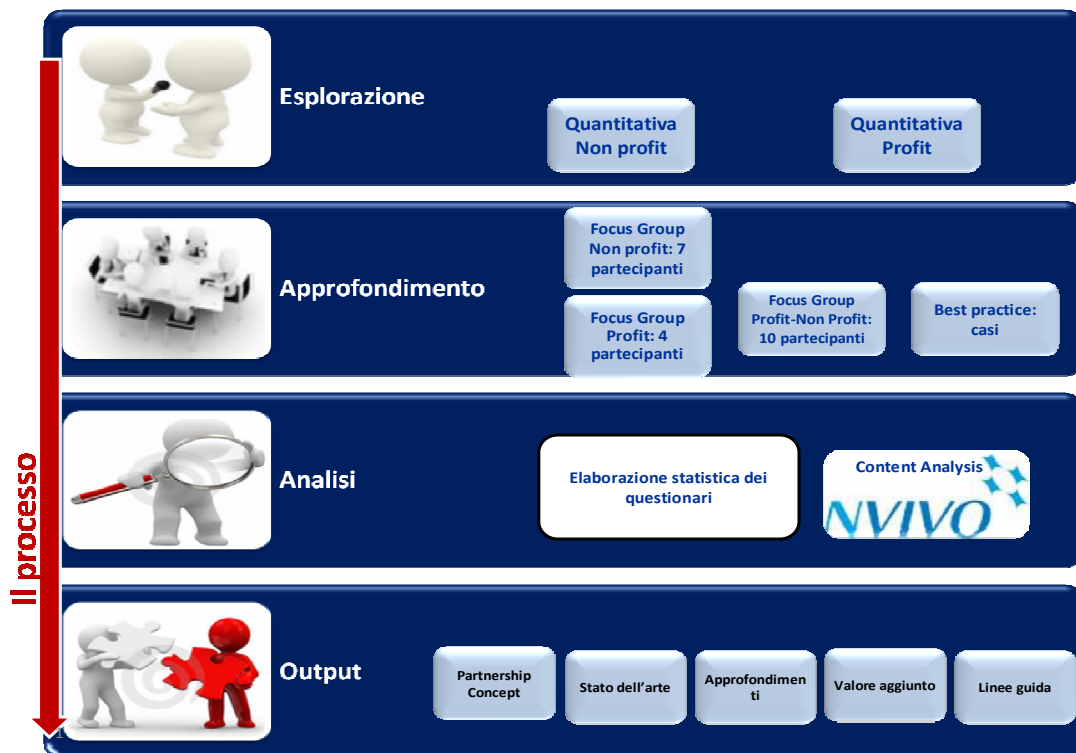 Il processo
Esplorazione
Quantitativa
Non profit
Quantitativa
Profit
Approfondimento
Focus Group
Non profit: 7
partecipanti
Focus Group
Profit: 4
partecipanti
Focus Group
Profit-Non Profit:
10 partecipanti
Best practice:
casi
Analisi
Elaborazione statistica dei
questionari
Content Analysis
NVIVO
Output
Partnership
Concept
Stato dell’arte
Approfondimen
ti
Valore aggiunto
Linee guida